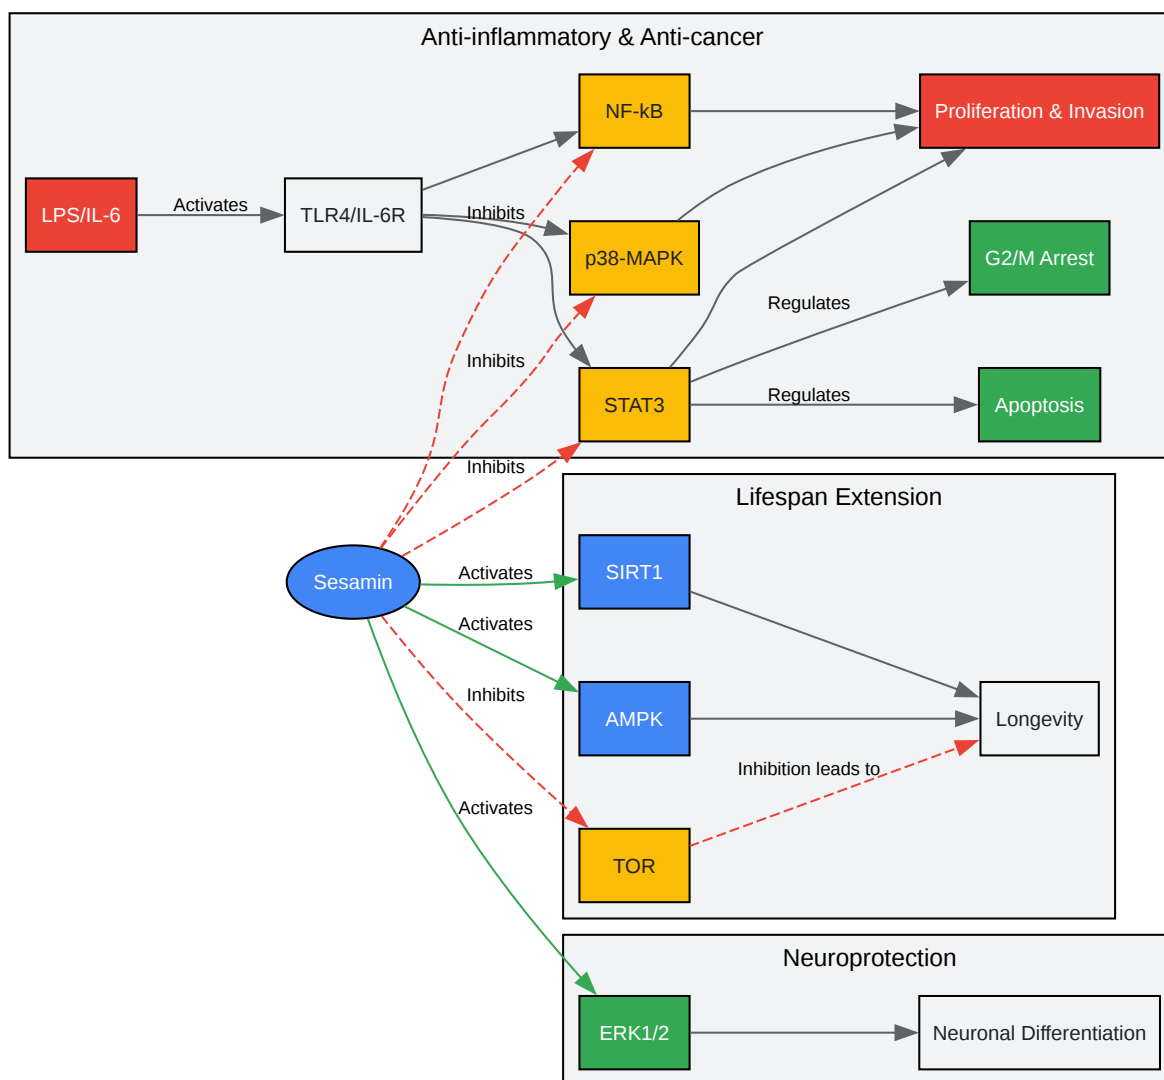 Anti-inflammatory & Anti-cancer
NF-kB
Proliferation & Invasion
LPS/IL-6
Activates
TLR4/IL-6R
Inhibits
p38-MAPK
G2/M Arrest
Regulates
Inhibits
STAT3
Regulates
Apoptosis
Inhibits
Lifespan Extension
Sesamin
Activates
SIRT1
Activates
Inhibits
AMPK
Longevity
Inhibition leads to
Activates
TOR
Neuroprotection
ERK1/2
Neuronal Differentiation